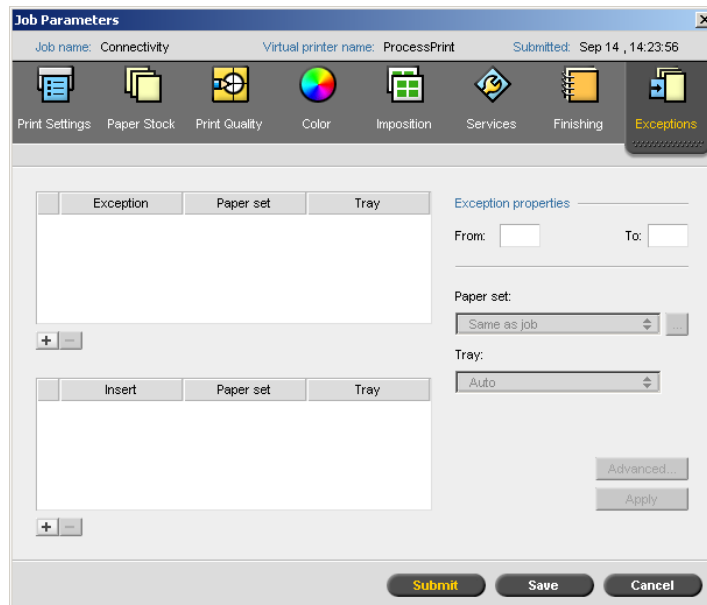 Job Parameters
Job name: Connectivity Virtual printer name: ProcessPrint Submitted: Sep 14 , 14:23:56
Print Settings Paper Stock Print Quality Color Imposition Services Finishing Exceptions
Exception Paper set Tray
Exception properties
From: To:
Paper set:
Same as job ...
+ -
Tray:
Auto
Insert Paper set Tray
Advanced...
Apply
+ -
Submit Save Cancel